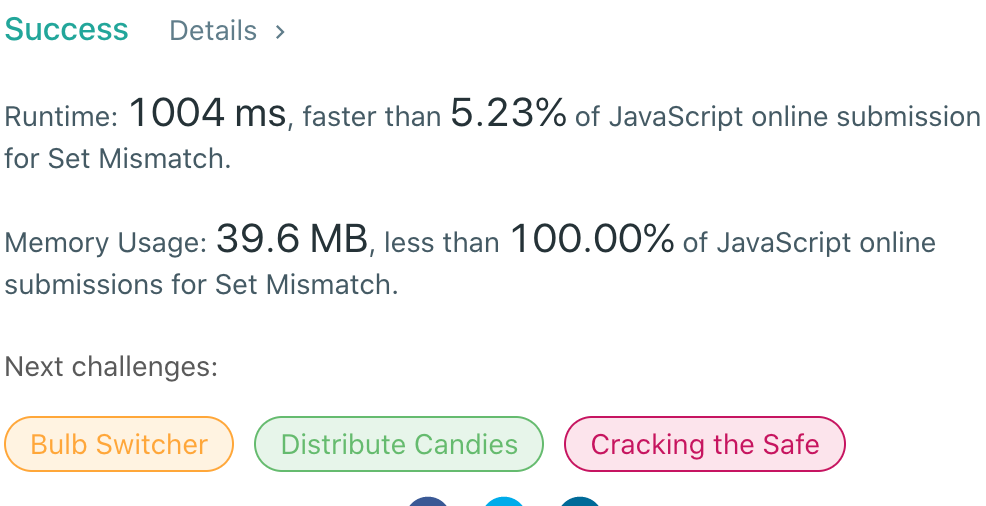 Success Details >
Runtime: 1004 ms, faster than 5.23% of JavaScript online submission
for Set Mismatch.
Memory Usage: 39.6 MB, less than 100.00% of JavaScript online
submissions for Set Mismatch.
Next challenges:
Bulb Switcher Distribute Candies Cracking the Safe